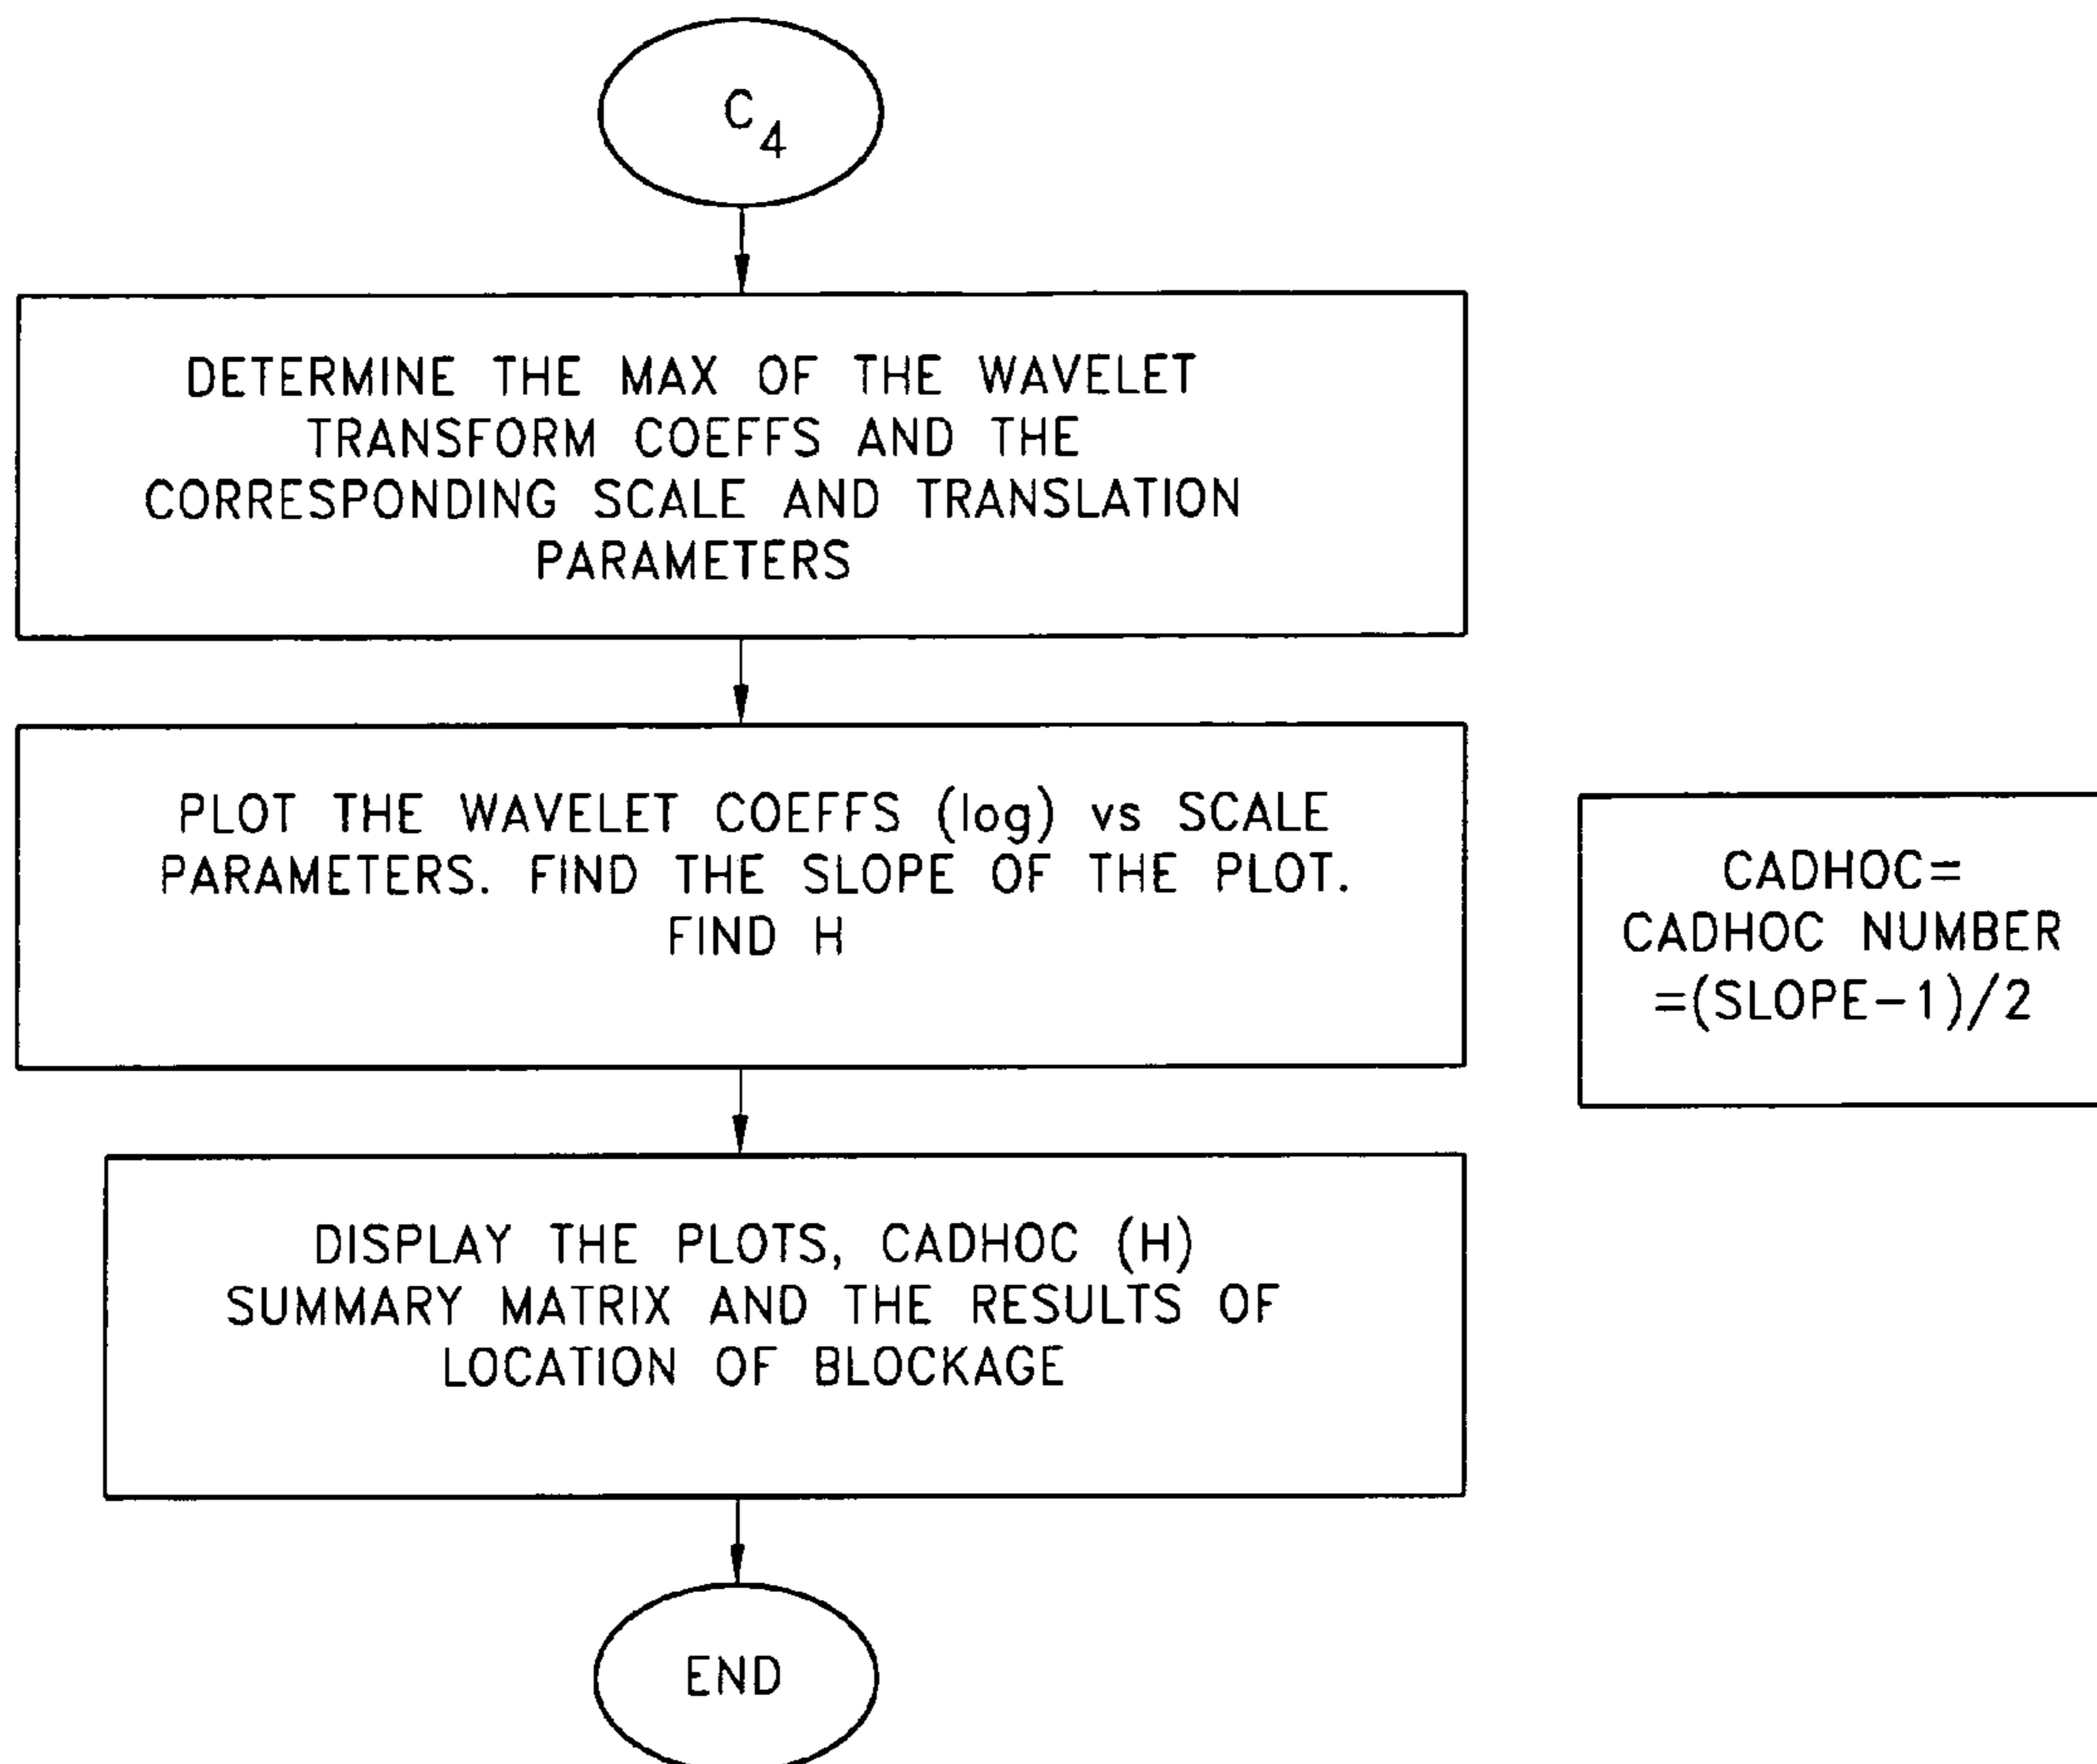 C4
DETERMINE THE MAX OF THE WAVELET
TRANSFORM COEFFS AND THE
CORRESPONDING SCALE AND TRANSLATION
PARAMETERS
PLOT THE WAVELET COEFFS (log) vs SCALE
PARAMETERS. FIND THE SLOPE OF THE PLOT.
FIND H
CADHOC=
CADHOC NUMBER
=(SLOPE-1)/2
DISPLAY THE PLOTS, CADHOC (H)
SUMMARY MATRIX AND THE RESULTS OF
LOCATION OF BLOCKAGE
END